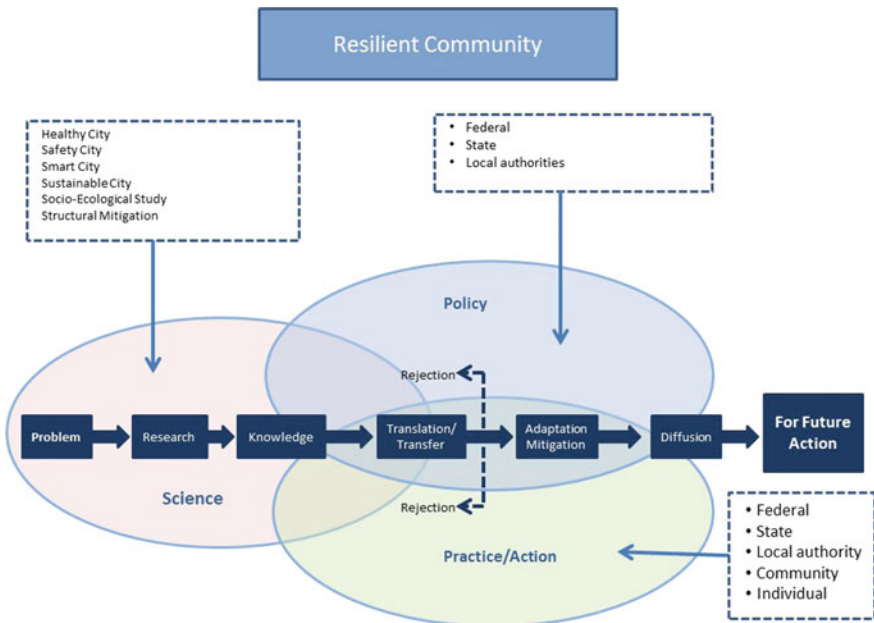 Resilient Community
Healthy City
Safety City
Smart City
Sustainable City
Socio-Ecological Study
Structural Mitigation
• Federal
• State
• Local authorities
Policy
Rejection
Problem
Research
Knowledge
Translation/
Transfer
Adaptation
Mitigation
Diffusion
For Future
Action
Science
Rejection
Practice/Action
• Federal
• State
• Local authority
• Community
• Individual